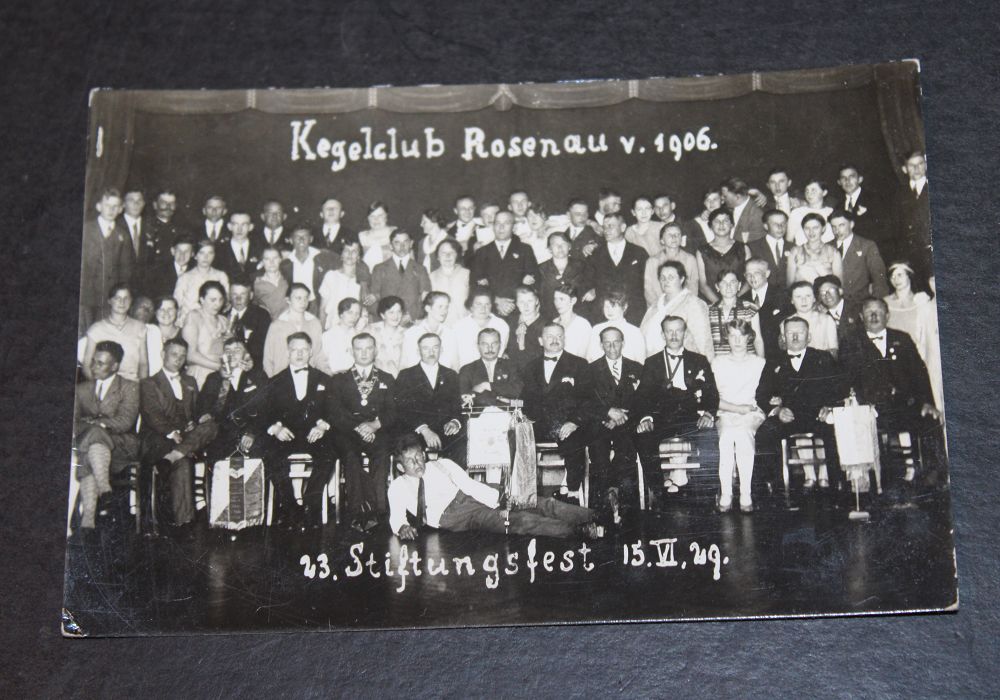 Kegelclub Rosenau v. 1906.
23. Stiftungsfest 15.VI.29.